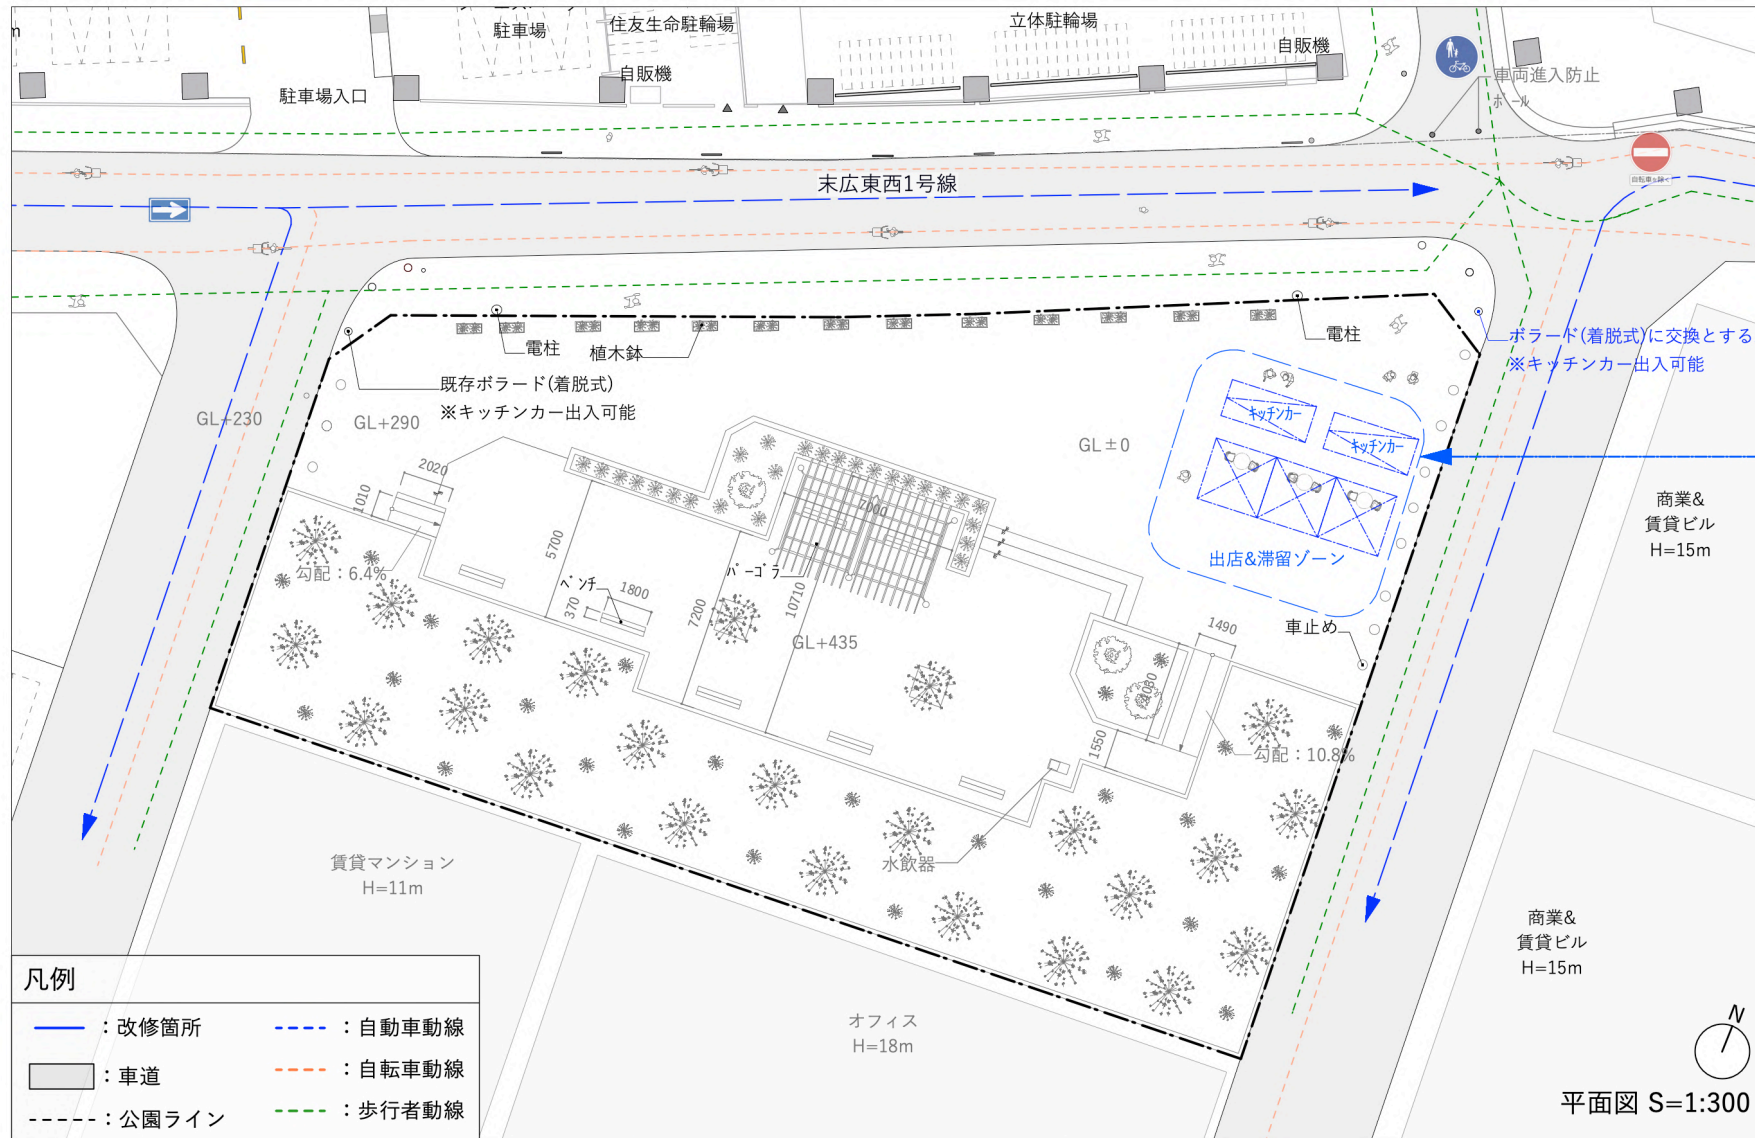 駐車場
住友生命駐輪場
立体駐輪場
自販機
自販機
駐車場入口
車両進入防止
ポール
末広東西1号線
自転車を除く
電柱
植木鉢
電柱
既存ボラード(着脱式)
※キッチンカー出入可能
ボラード(着脱式)に交換とする
※キッチンカー出入可能
GL+230
GL+290
GL±0
キッチンカー
キッチンカー
2020
1010
5700
7000
勾配：6.4%
ベンチ
1800
370
パーゴラ
7200
10710
GL+435
出店&滞留ゾーン
車止め
1490
1550
勾配：10.8%
水飲器
商業&
賃貸ビル
H=15m
賃貸マンション
H=11m
オフィス
H=18m
商業&
賃貸ビル
H=15m
凡例
：改修箇所
：自動車動線
：車道
：自転車動線
：公園ライン
：歩行者動線
N
平面図 S=1:300